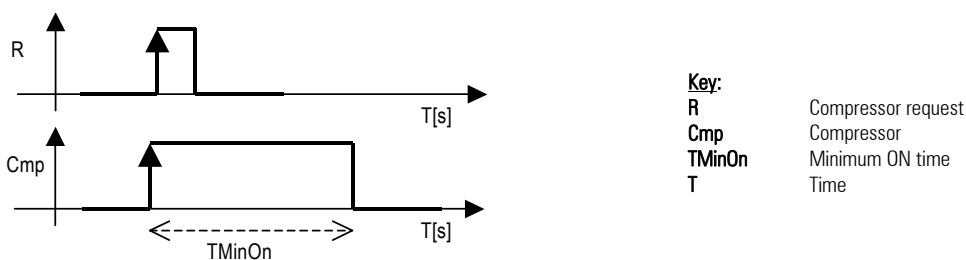 R
T[s]
Cmp
T[s]
TMinOn
Key:
R Compressor request
Cmp Compressor
TMinOn Minimum ON time
T Time